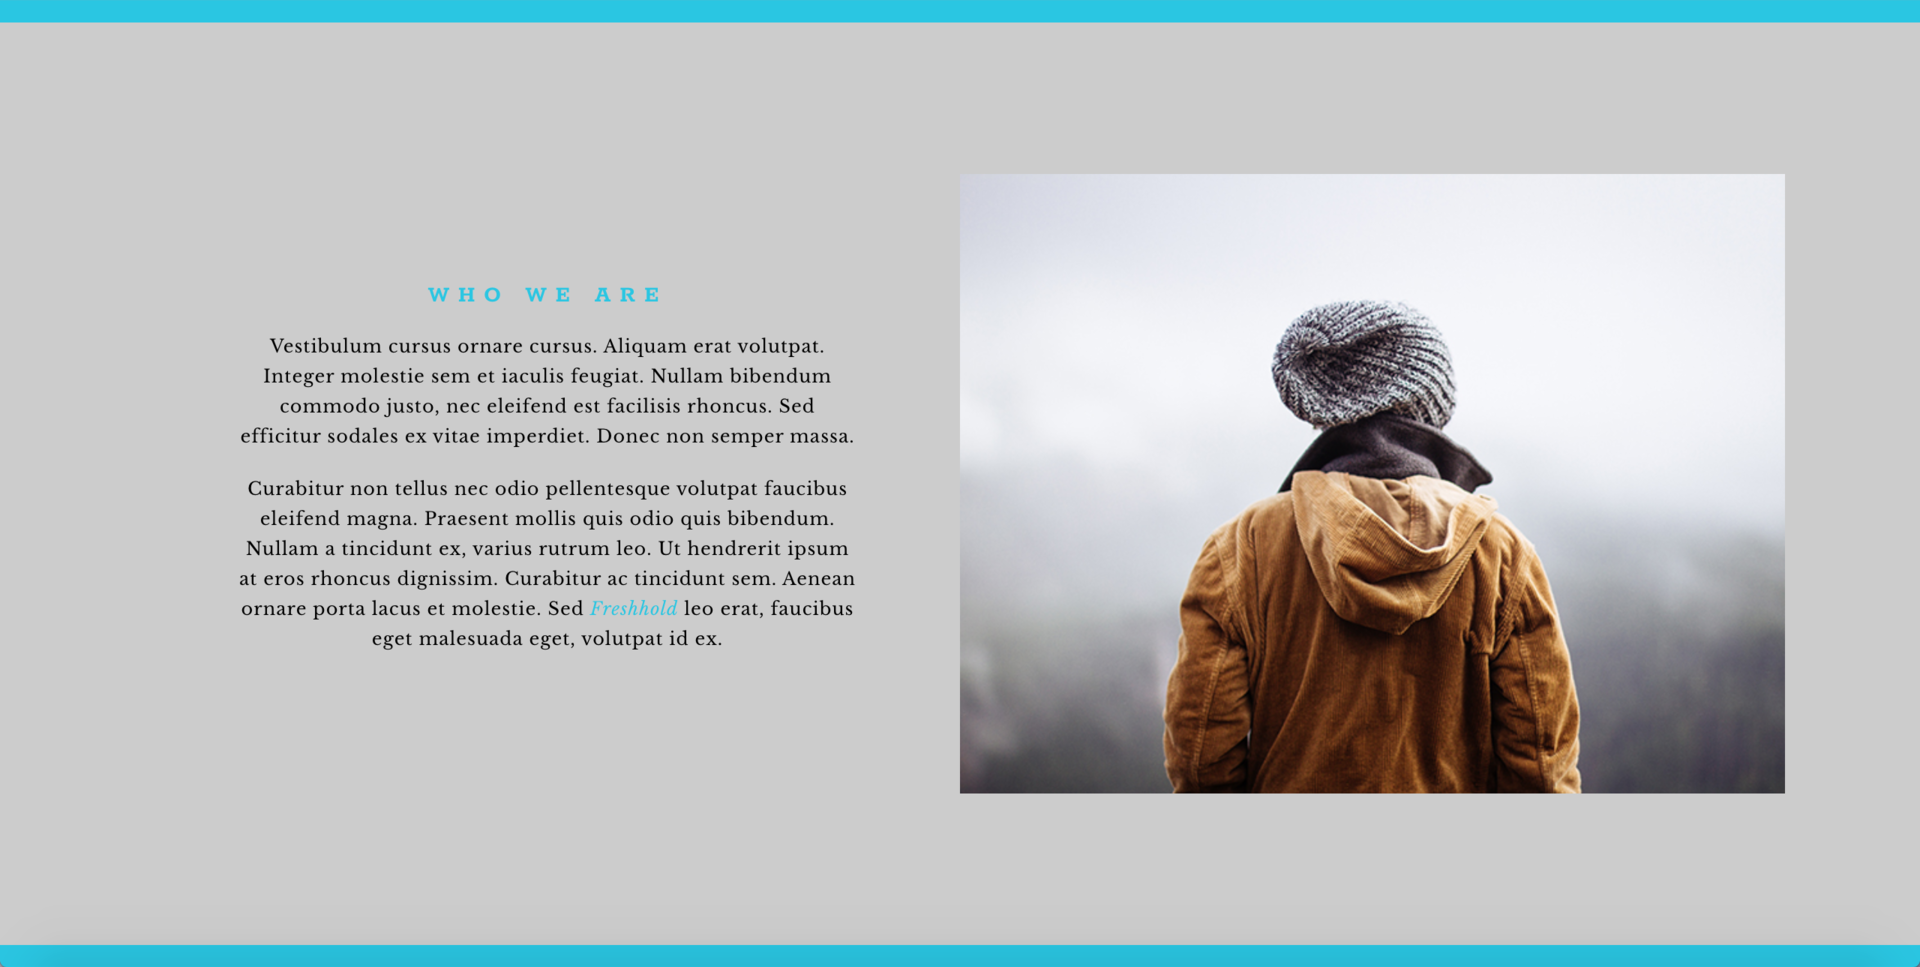 WHO WE ARE
Vestibulum cursus ornare cursus. Aliquam erat volutpat.
Integer molestie sem et iaculis feugiat. Nullam bibendum
commodo justo, nec eleifend est facilisis rhoncus. Sed
efficitur sodales ex vitae imperdiet. Donec non semper massa.
Curabitur non tellus nec odio pellentesque volutpat faucibus
eleifend magna. Praesent mollis quis odio quis bibendum.
Nullam a tincidunt ex, varius rutrum leo. Ut hendrerit ipsum
at eros rhoncus dignissim. Curabitur ac tincidunt sem. Aenean
ornare porta lacus et molestie. Sed Freshhold leo erat, faucibus
eget malesuada eget, volutpat id ex.